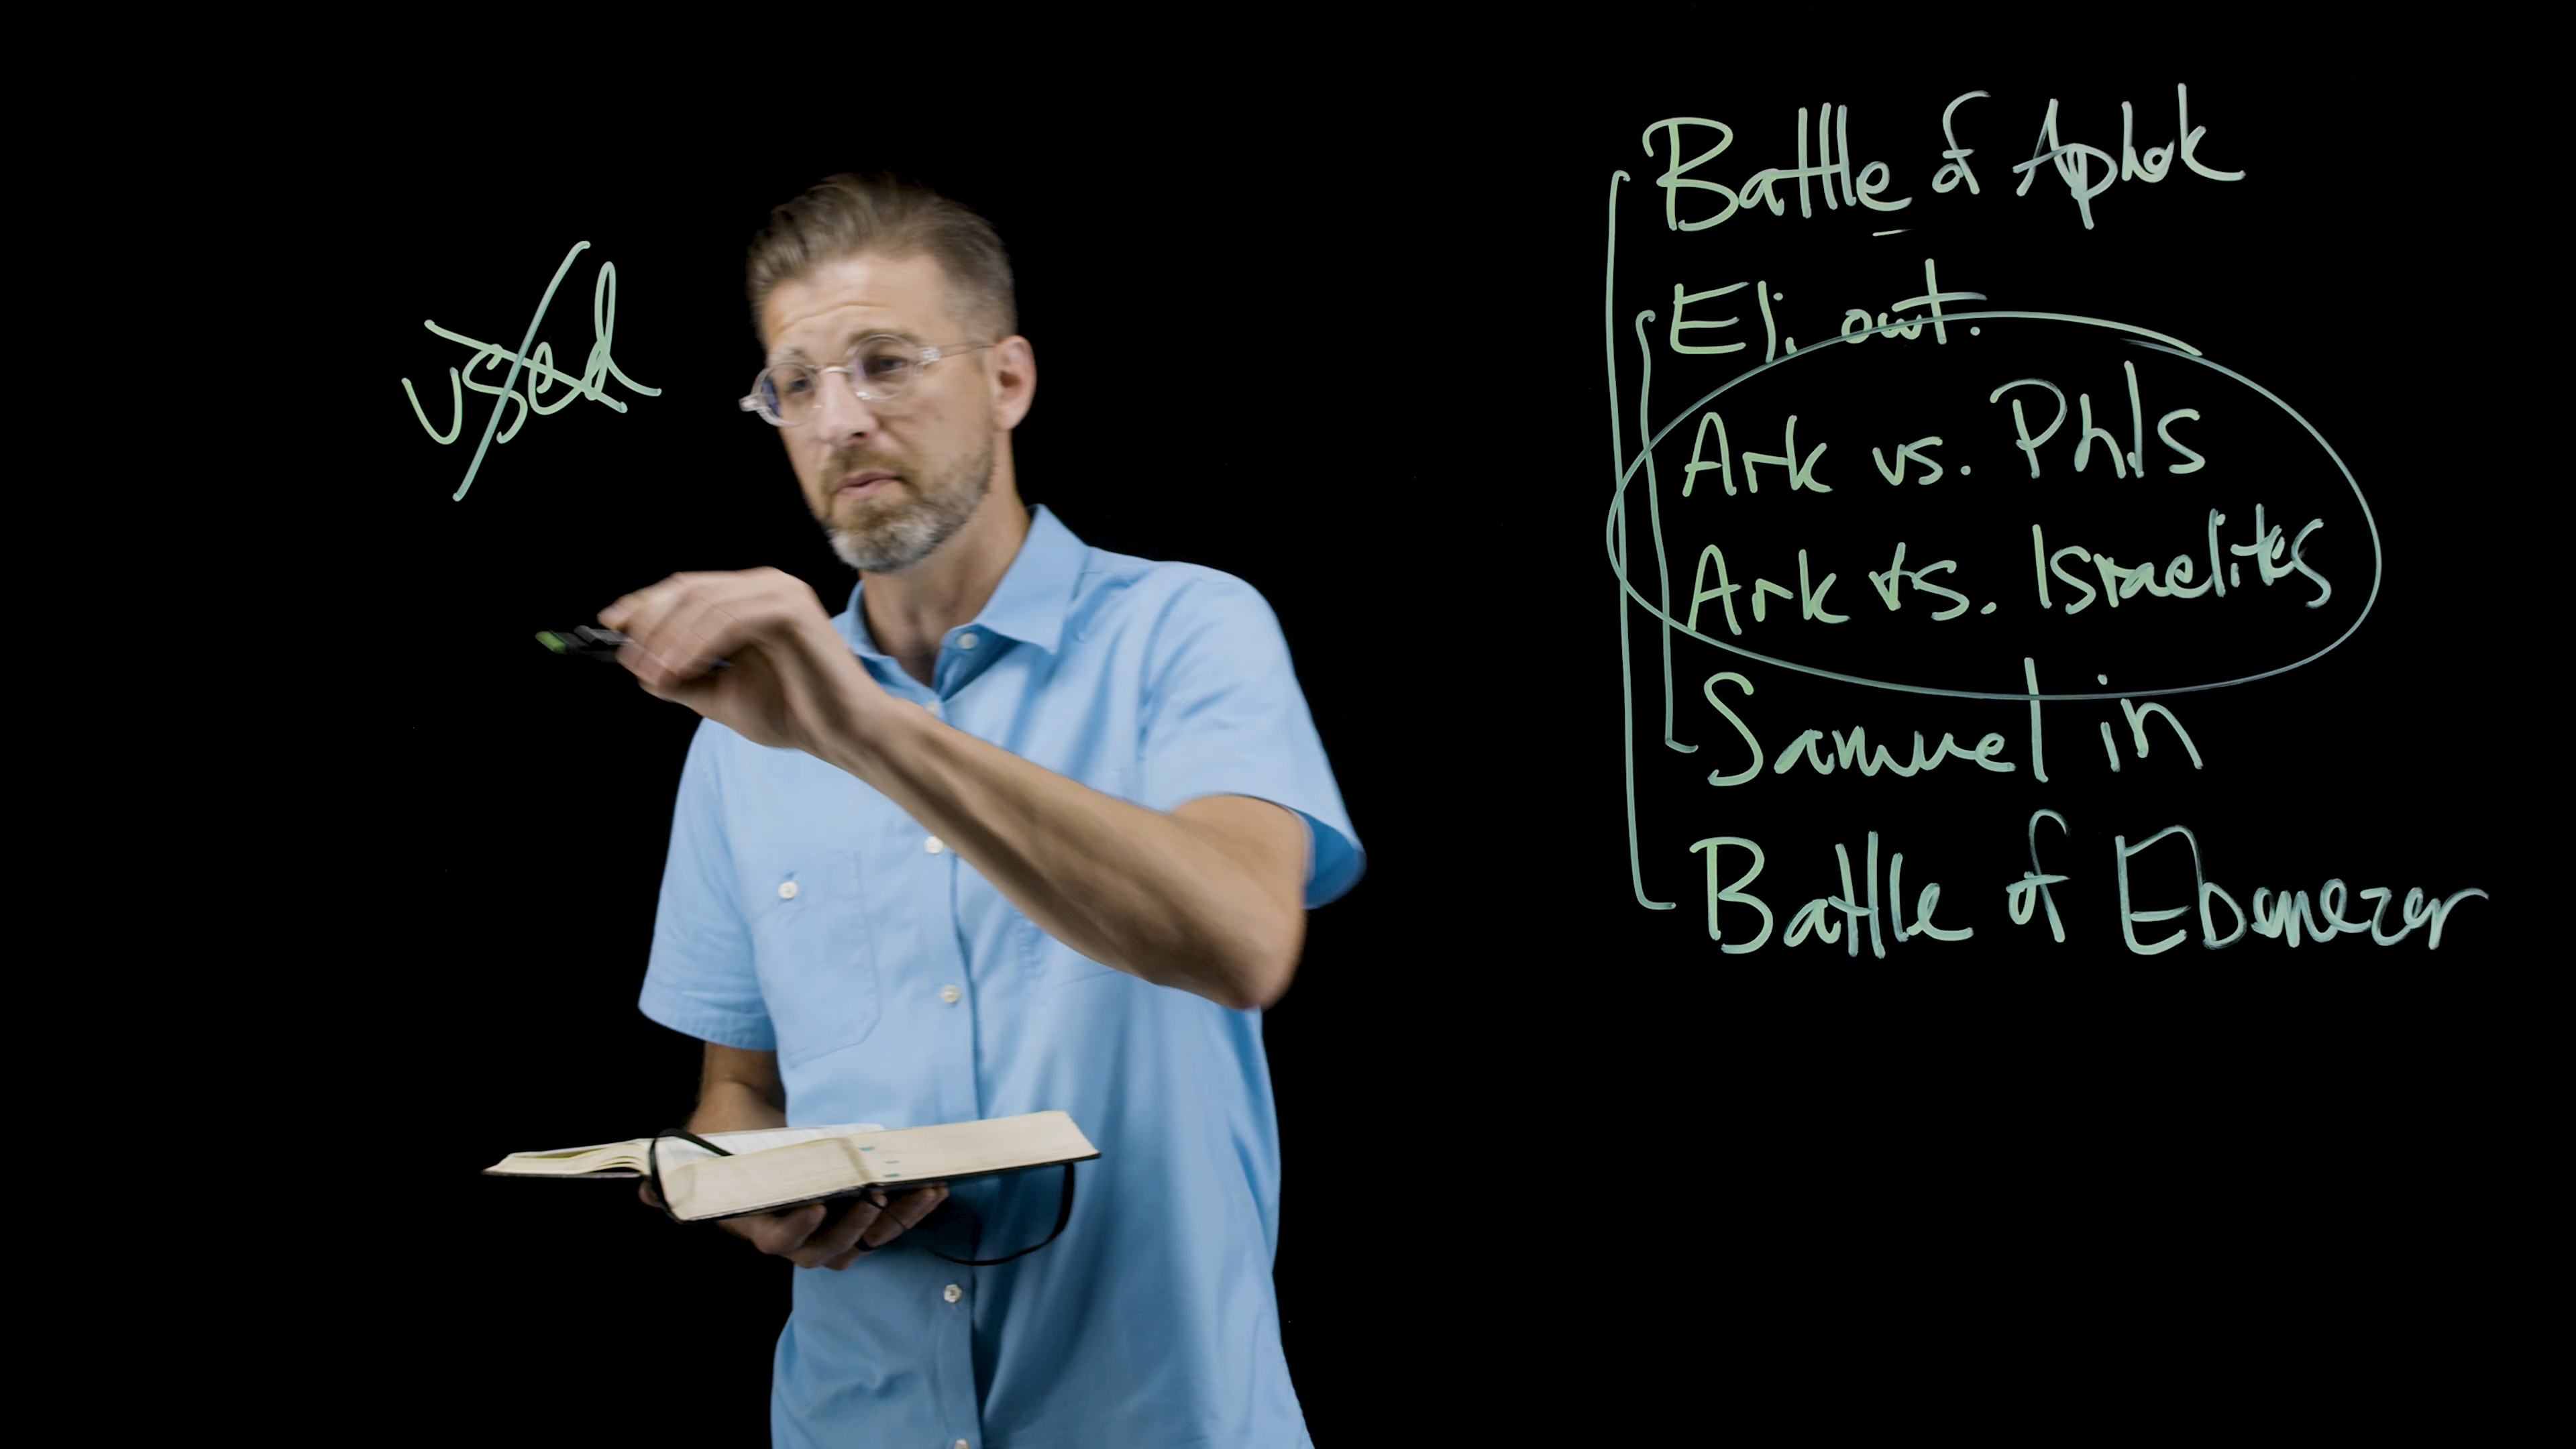 used
Battle of Aphek
Eli out.
Ark vs. Phils
Ark vs. Israelites
Samuel in
Battle of Ebenezer